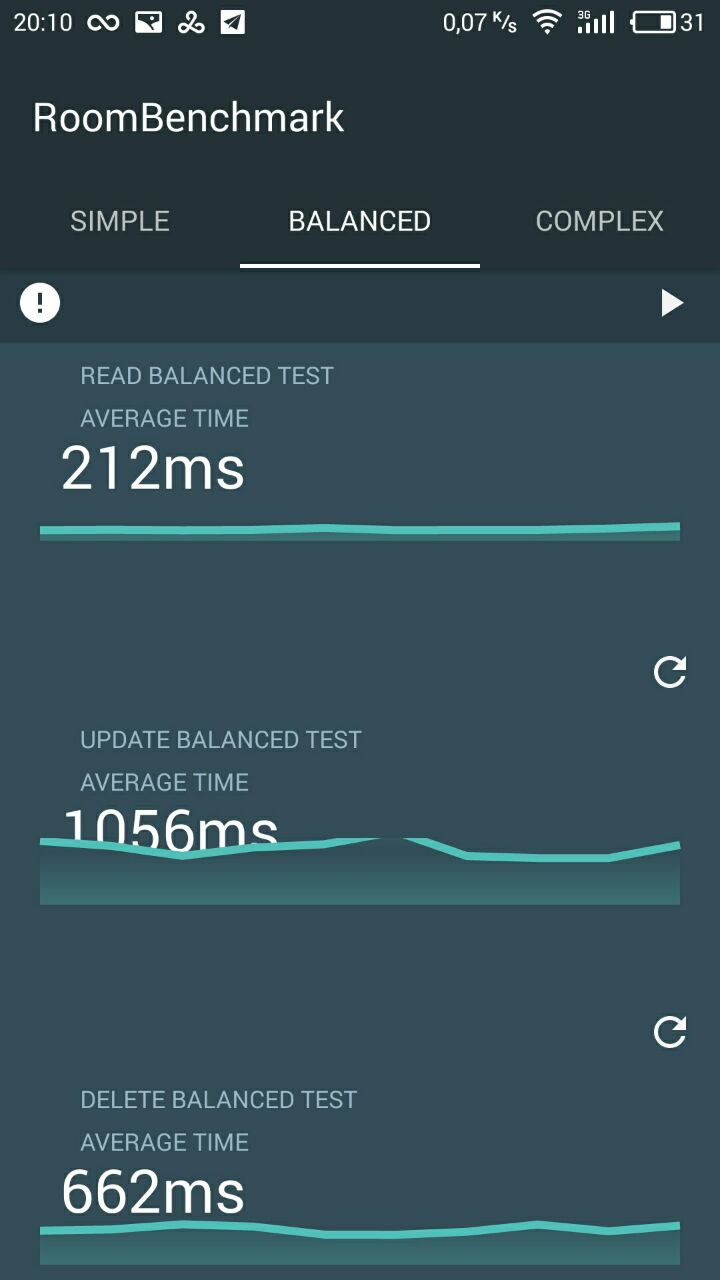 20:10 0,07 K/s 3G 31
RoomBenchmark
SIMPLE BALANCED COMPLEX
READ BALANCED TEST
AVERAGE TIME
212ms
UPDATE BALANCED TEST
AVERAGE TIME
1056ms
DELETE BALANCED TEST
AVERAGE TIME
662ms